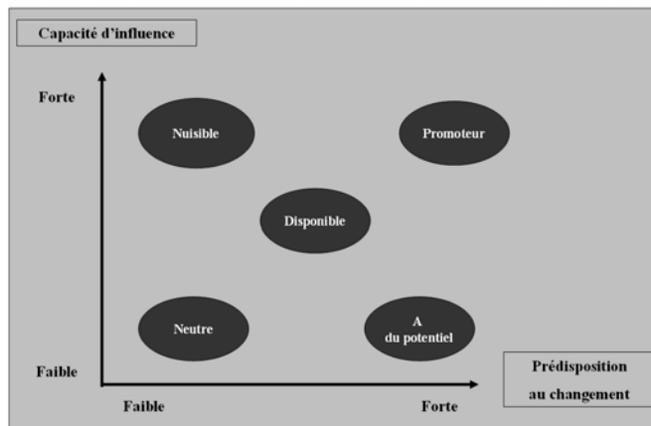 Capacité d'influence
Forte
Nuisible
Promoteur
Disponible
Neutre
A
du potentiel
Faible
Prédisposition
au changement
Faible
Forte